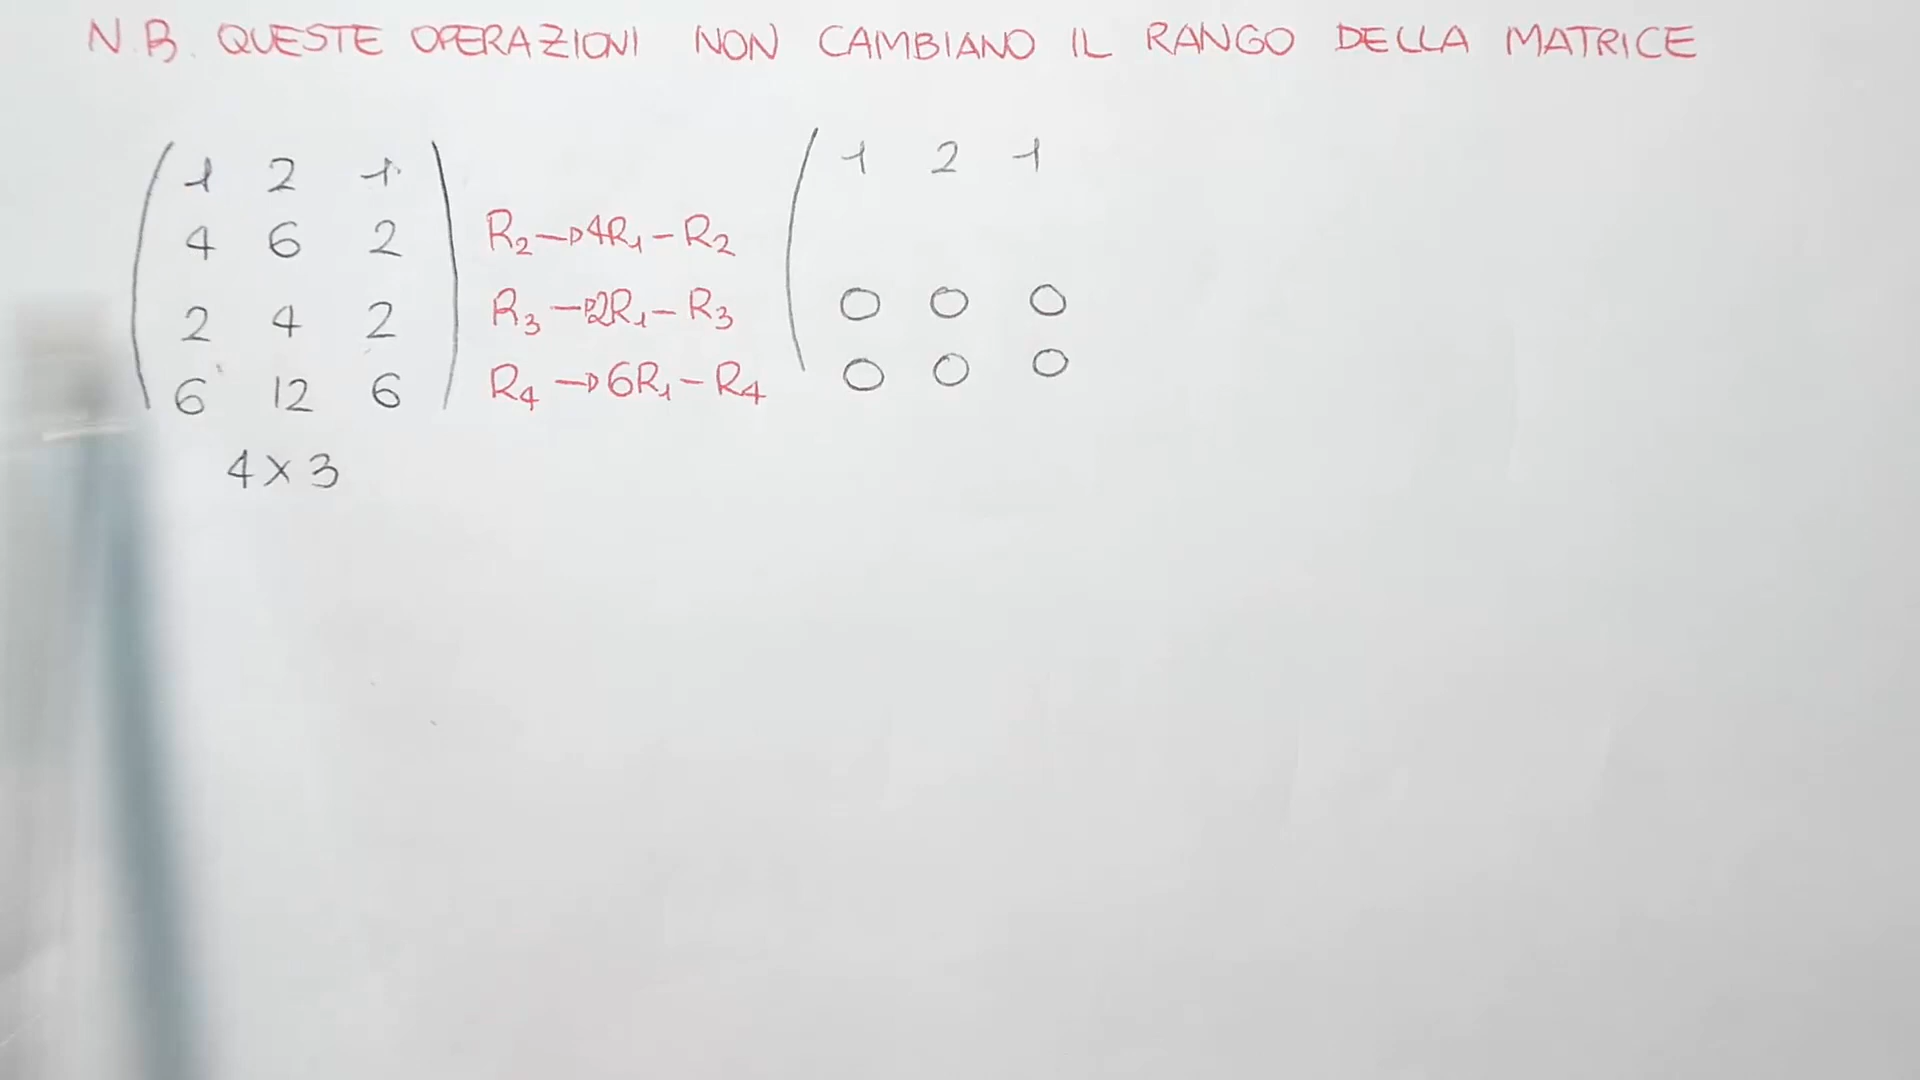 N.B. QUESTE OPERAZIONI NON CAMBIANO IL RANGO DELLA MATRICE
1 2 1
4 6 2
2 4 2
6 12 6
4 x 3
R2 → 4R1 - R2
R3 → 2R1 - R3
R4 → 6R1 - R4
1 2 1
0 0 0
0 0 0